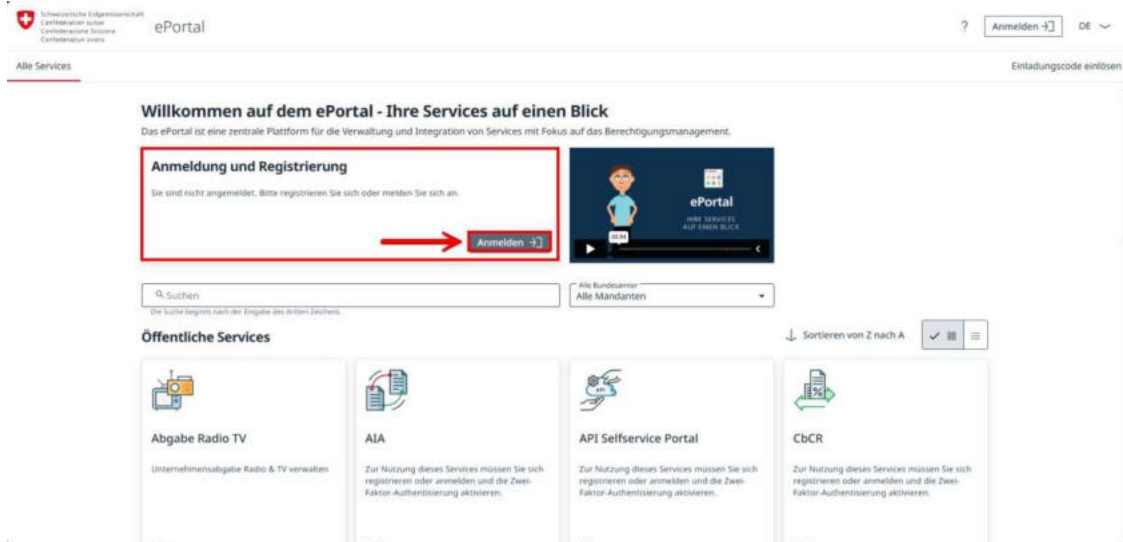 Schweizerische Eidgenossenschaft
Confédération suisse
Confederazione Svizzera
Confederaziun svizra
ePortal
?
Anmelden
DE
Alle Services
Einladungscode einlösen
Willkommen auf dem ePortal - Ihre Services auf einen Blick
Das ePortal ist eine zentrale Plattform für die Verwaltung und Integration von Services mit Fokus auf das Berechtigungsmanagement.
Anmeldung und Registrierung
Sie sind nicht angemeldet. Bitte registrieren Sie sich oder melden Sie sich an.
Anmelden
ePortal
IHRE SERVICES
AUF EINEN BLICK
Suchen
Die Suche beginnt nach der Eingabe des dritten Zeichens.
Alle Bundesämter
Alle Mandanten
Öffentliche Services
Sortieren von Z nach A
API
%
Abgabe Radio TV
Unternehmensabgabe Radio & TV verwalten
AIA
Zur Nutzung dieses Services müssen Sie sich
registrieren oder anmelden und die Zwei-
Faktor-Authentisierung aktivieren.
API Selfservice Portal
Zur Nutzung dieses Services müssen Sie sich
registrieren oder anmelden und die Zwei-
Faktor-Authentisierung aktivieren.
CbCR
Zur Nutzung dieses Services müssen Sie sich
registrieren oder anmelden und die Zwei-
Faktor-Authentisierung aktivieren.